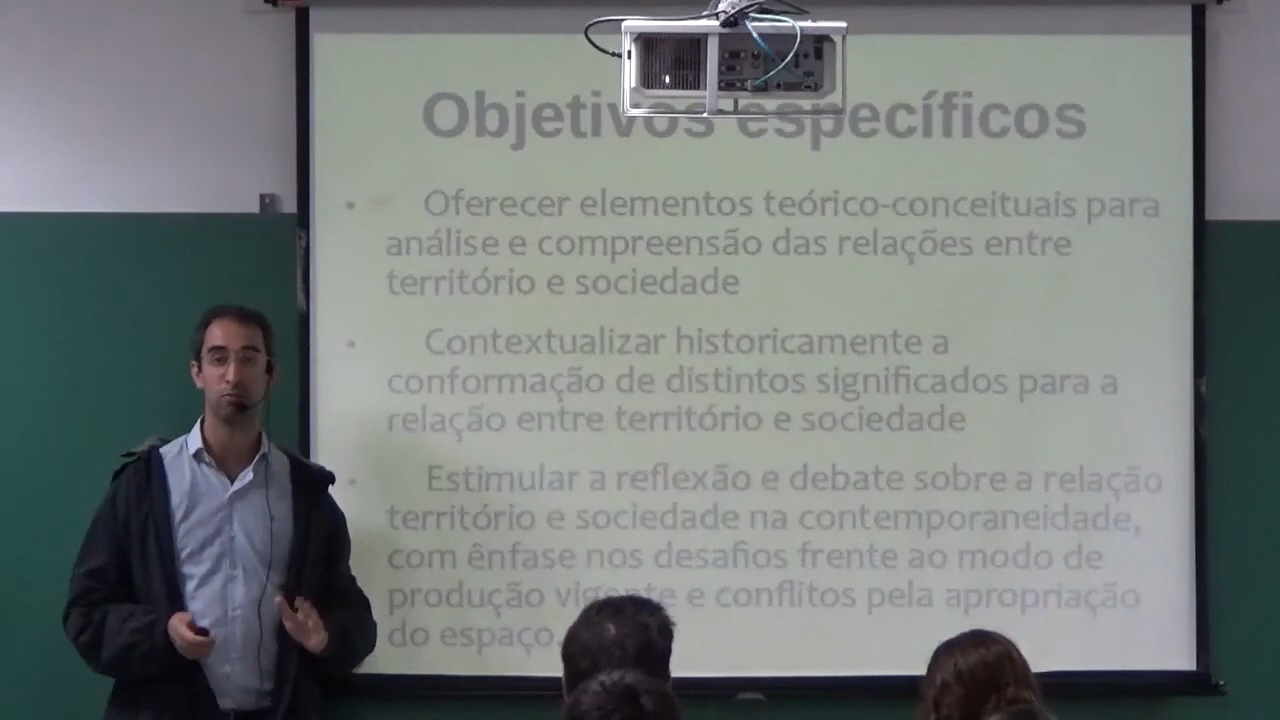 Objetivos específicos
• Oferecer elementos teórico-conceituais para
análise e compreensão das relações entre
território e sociedade
• Contextualizar historicamente a
conformação de distintos significados para a
relação entre território e sociedade
• Estimular a reflexão e debate sobre a relação
território e sociedade na contemporaneidade,
com ênfase nos desafios frente ao modo de
produção vigente e conflitos pela apropriação
do espaço.